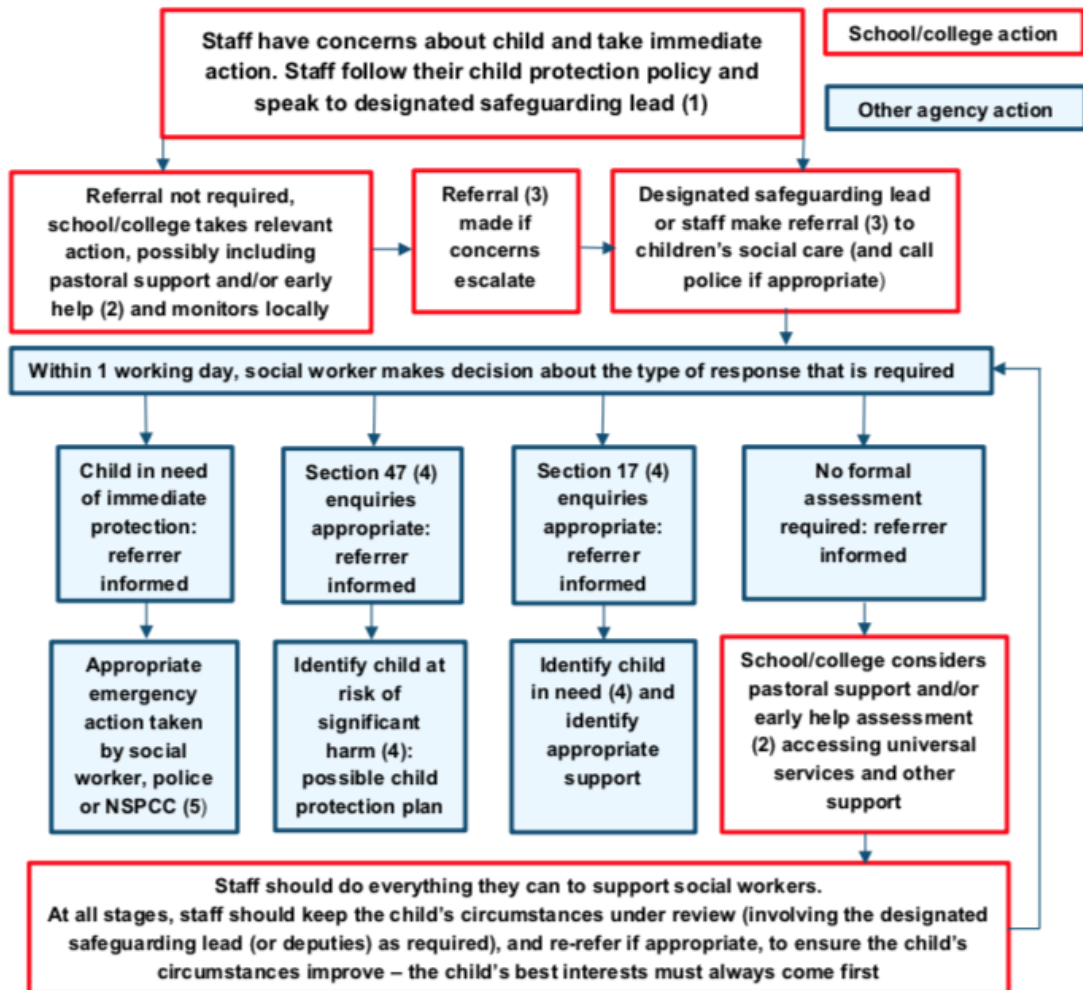 Staff have concerns about child and take immediate
action. Staff follow their child protection policy and
speak to designated safeguarding lead (1)
School/college action
Other agency action
Referral not required,
school/college takes relevant
action, possibly including
pastoral support and/or early
help (2) and monitors locally
Referral (3)
made if
concerns
escalate
Designated safeguarding lead
or staff make referral (3) to
children’s social care (and call
police if appropriate)
Within 1 working day, social worker makes decision about the type of response that is required
Child in need
of immediate
protection:
referrer
informed
Section 47 (4)
enquiries
appropriate:
referrer
informed
Section 17 (4)
enquiries
appropriate:
referrer
informed
No formal
assessment
required: referrer
informed
Appropriate
emergency
action taken
by social
worker, police
or NSPCC (5)
Identify child at
risk of
significant
harm (4):
possible child
protection plan
Identify child
in need (4) and
identify
appropriate
support
School/college considers
pastoral support and/or
early help assessment
(2) accessing universal
services and other
support
Staff should do everything they can to support social workers.
At all stages, staff should keep the child’s circumstances under review (involving the designated
safeguarding lead (or deputies) as required), and re-refer if appropriate, to ensure the child’s
circumstances improve – the child’s best interests must always come first